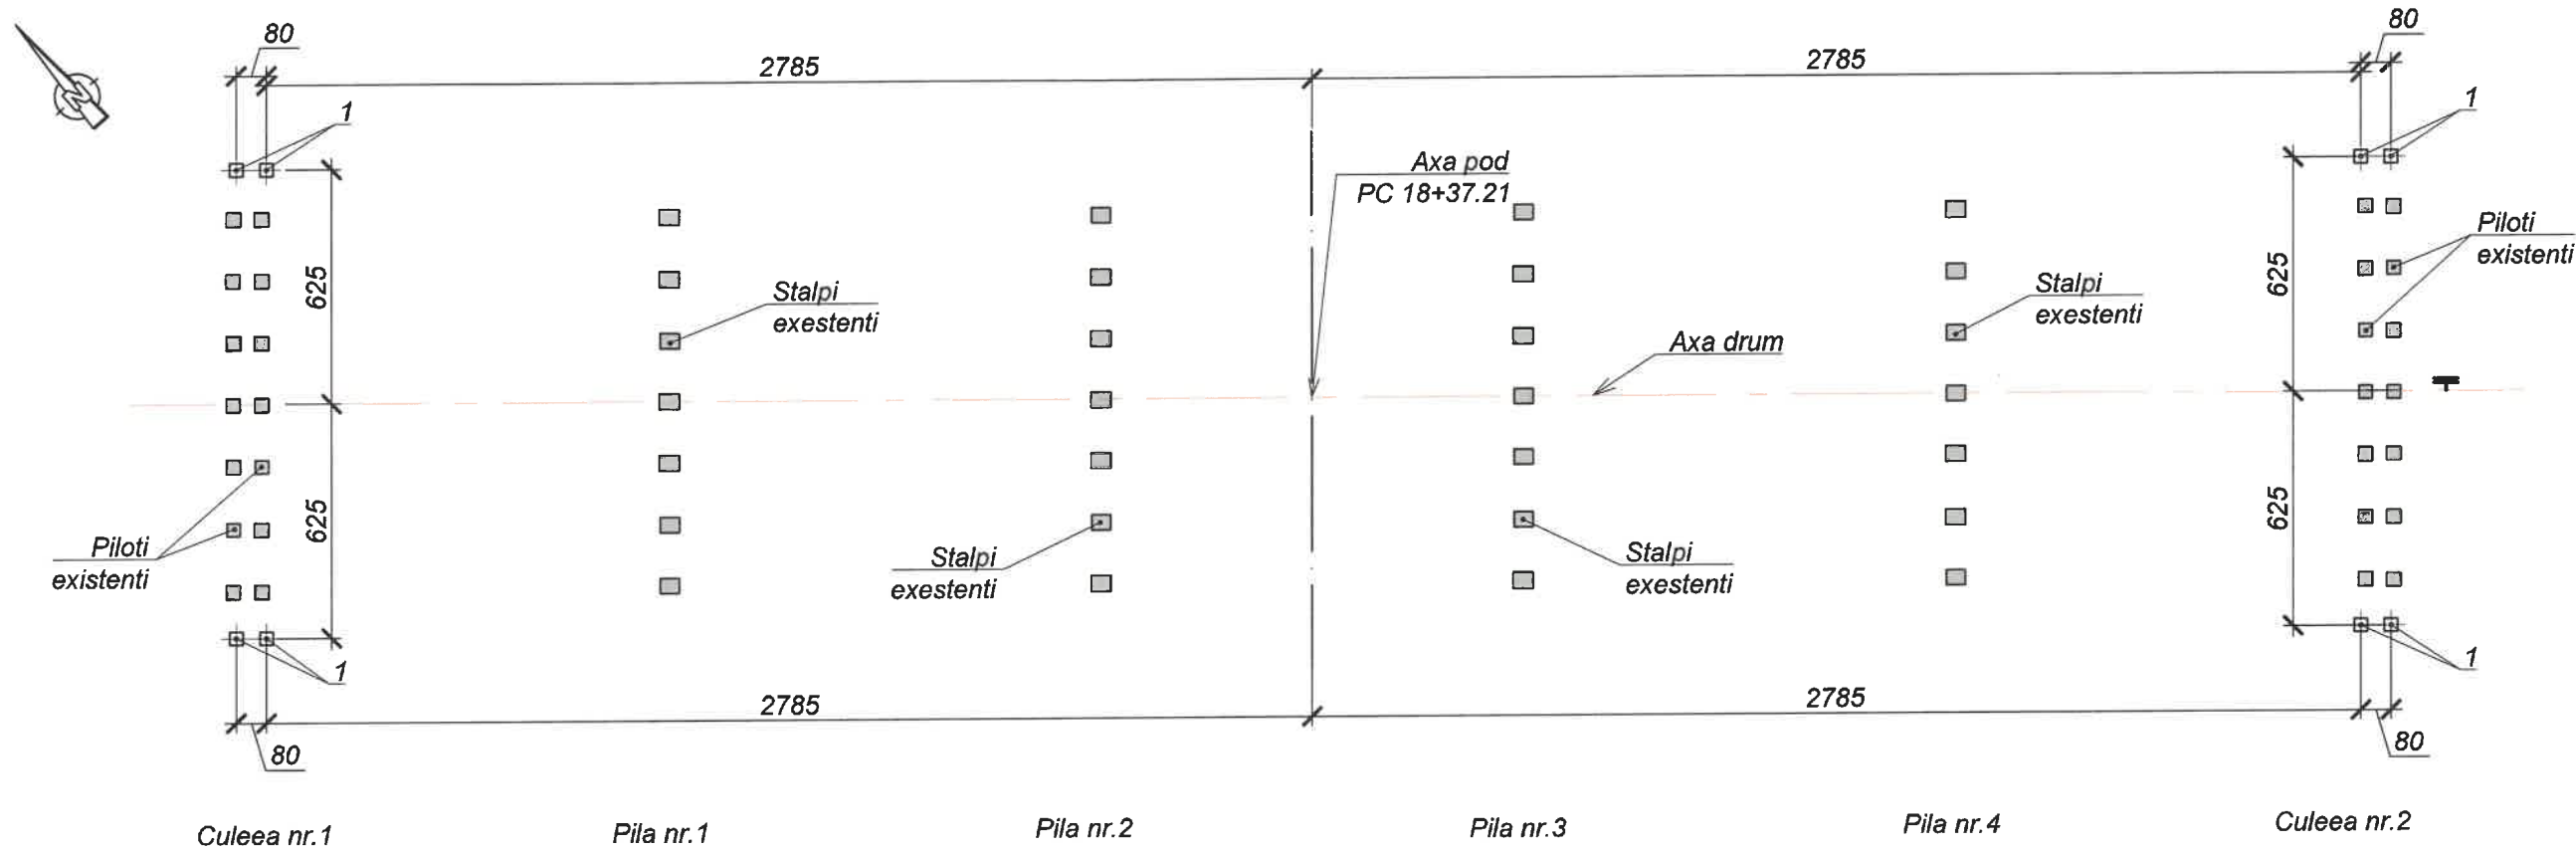 80
80
2785
2785
N
1
1
Axa pod
PC 18+37.21
Piloti
existenti
625
625
Stalpi
exestenti
Stalpi
exestenti
Axa drum
T
625
625
Piloti
existenti
Stalpi
exestenti
Stalpi
exestenti
1
1
2785
2785
80
80
Culeea nr.1
Pila nr.1
Pila nr.2
Pila nr.3
Pila nr.4
Culeea nr.2